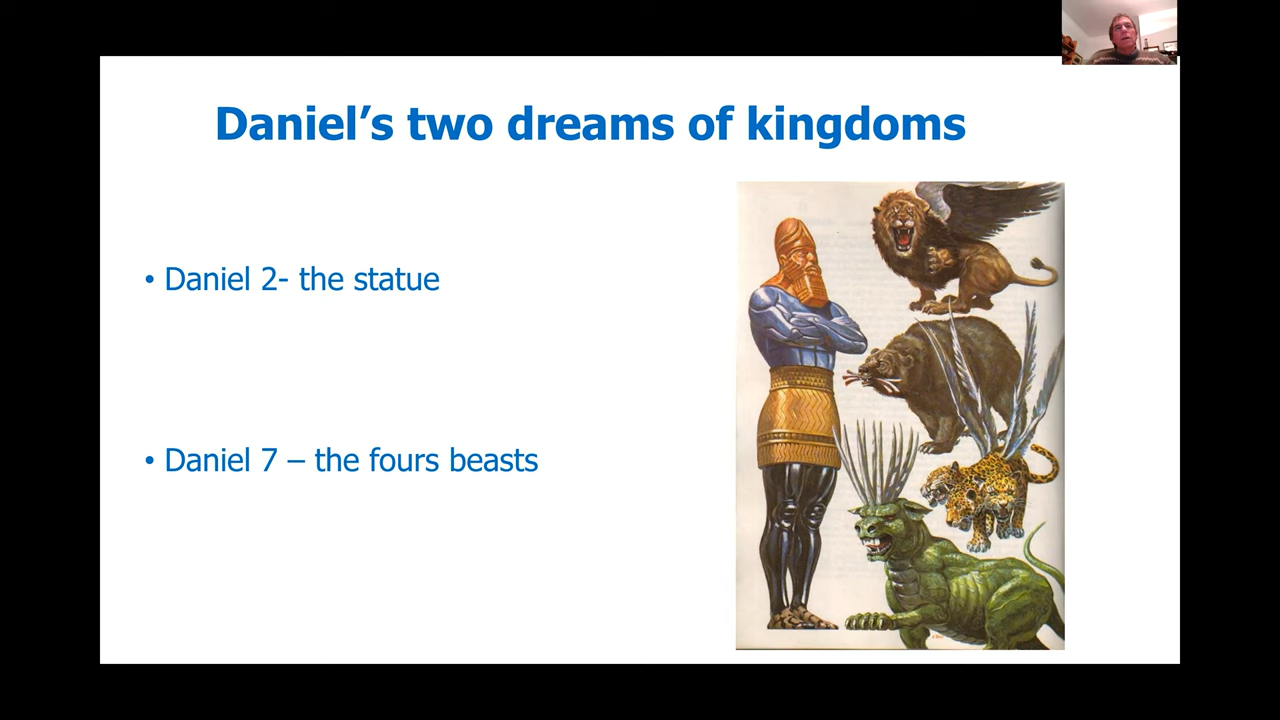 Daniel’s two dreams of kingdoms
• Daniel 2- the statue
• Daniel 7 – the fours beasts